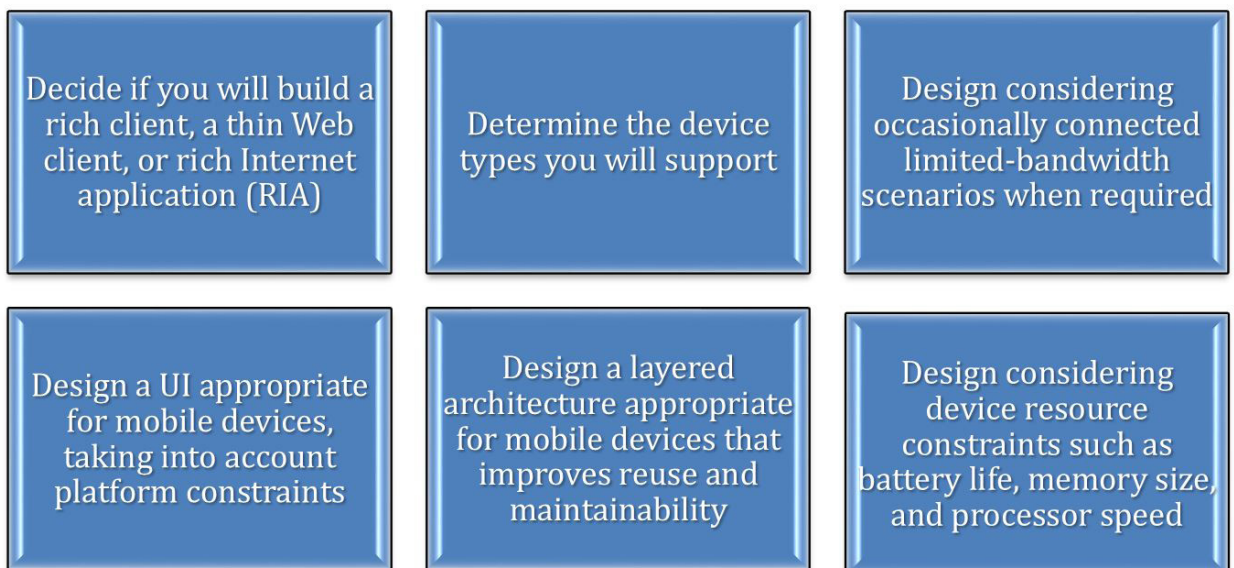 Decide if you will build a
rich client, a thin Web
client, or rich Internet
application (RIA)
Determine the device
types you will support
Design considering
occasionally connected
limited-bandwidth
scenarios when required
Design a UI appropriate
for mobile devices,
taking into account
platform constraints
Design a layered
architecture appropriate
for mobile devices that
improves reuse and
maintainability
Design considering
device resource
constraints such as
battery life, memory size,
and processor speed